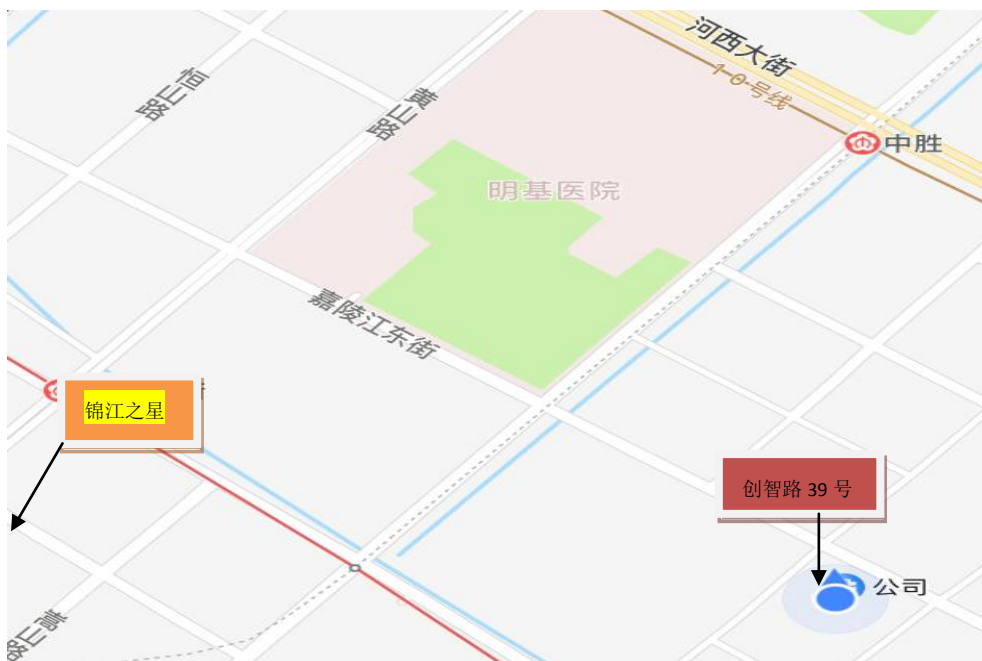 河西大街
10号线
恒山路
黄山路
中胜
明基医院
嘉陵江东街
锦江之星
创智路 39 号
公司
嵩山路